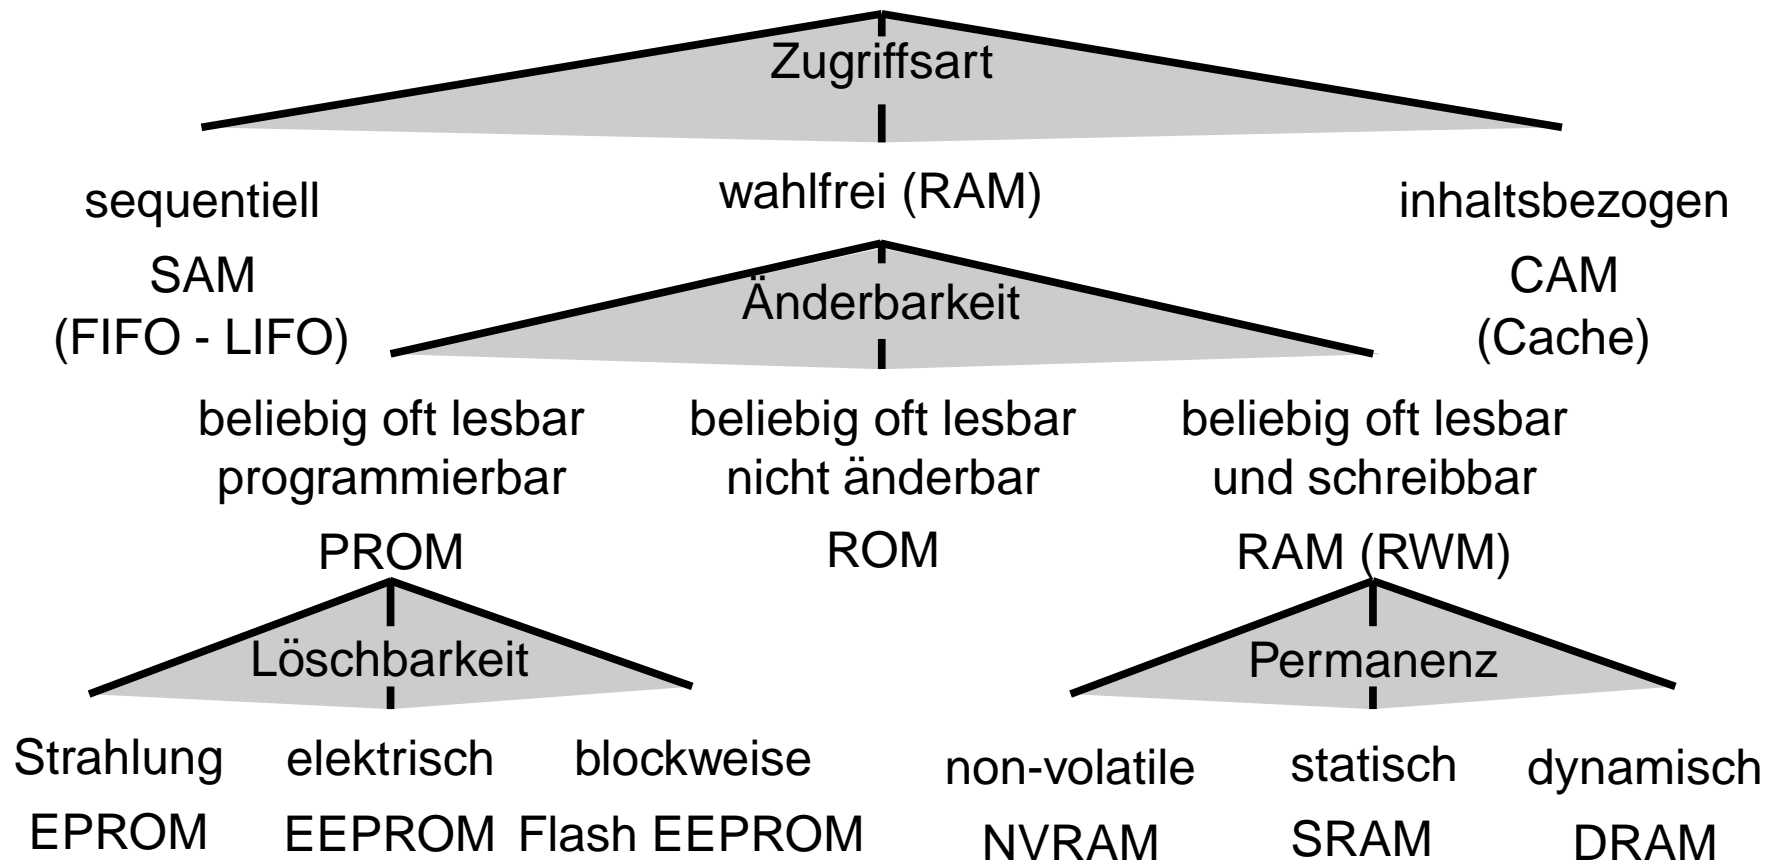 Zugriffsart
sequentiell
wahlfrei (RAM)
inhaltsbezogen
SAM
(FIFO - LIFO)
CAM
(Cache)
Änderbarkeit
beliebig oft lesbar
programmierbar
PROM
beliebig oft lesbar
nicht änderbar
ROM
beliebig oft lesbar
und schreibbar
RAM (RWM)
Löschbarkeit
Permanenz
Strahlung
EPROM
elektrisch
EEPROM
blockweise
Flash EEPROM
non-volatile
NVRAM
statisch
SRAM
dynamisch
DRAM